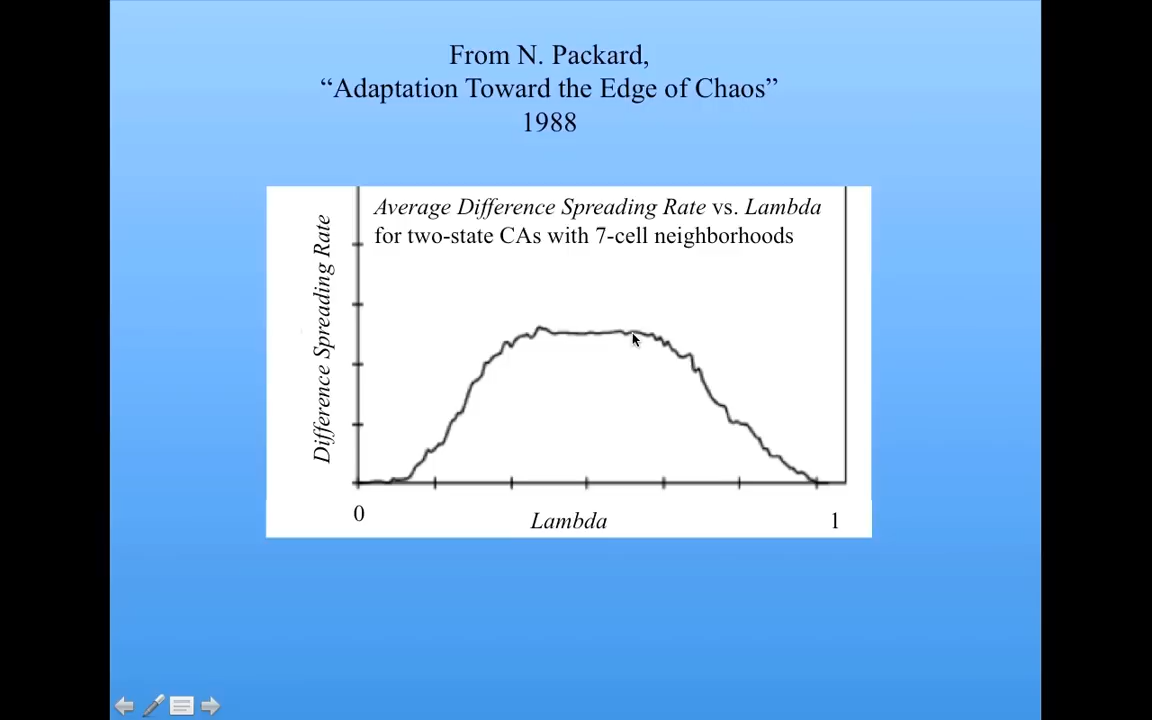 From N. Packard,
“Adaptation Toward the Edge of Chaos”
1988
Average Difference Spreading Rate vs. Lambda
for two-state CAs with 7-cell neighborhoods
Difference Spreading Rate
0
Lambda
1